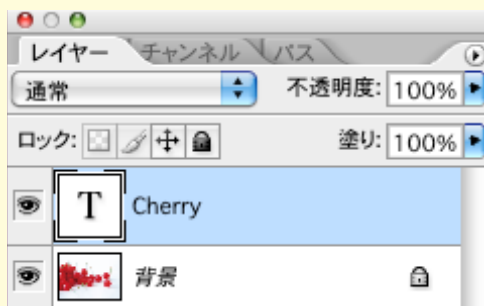 レイヤー チャンネル パス
通常 不透明度: 100%
ロック: 塗り: 100%
T Cherry
背景